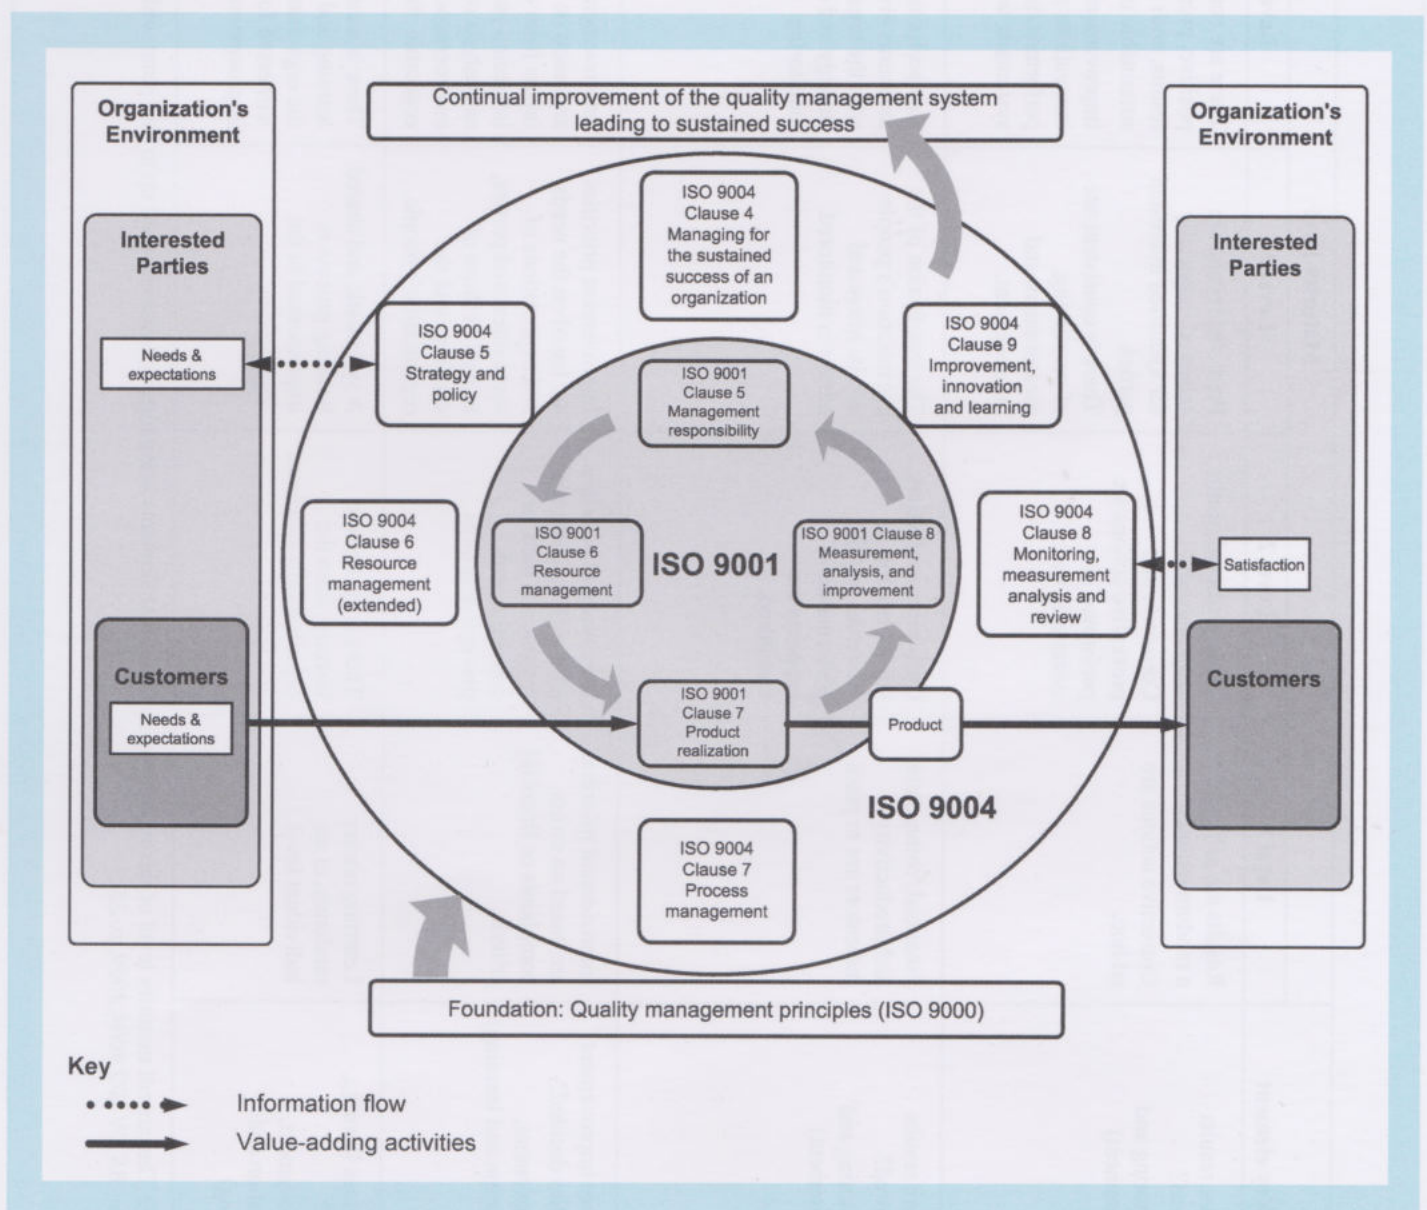 Organization's
Environment
Interested
Parties
Needs &
expectations
Customers
Needs &
expectations
Continual improvement of the quality management system
leading to sustained success
ISO 9004
Clause 4
Managing for
the sustained
success of an
organization
ISO 9004
Clause 5
Strategy and
policy
ISO 9004
Clause 9
Improvement,
innovation
and learning
ISO 9001
Clause 5
Management
responsibility
ISO 9004
Clause 6
Resource
management
(extended)
ISO 9001
Clause 6
Resource
management
ISO 9001
ISO 9001 Clause 8
Measurement,
analysis, and
improvement
ISO 9004
Clause 8
Monitoring,
measurement
analysis and
review
ISO 9001
Clause 7
Product
realization
Product
ISO 9004
ISO 9004
Clause 7
Process
management
Foundation: Quality management principles (ISO 9000)
Organization's
Environment
Interested
Parties
Satisfaction
Customers
Key
Information flow
Value-adding activities